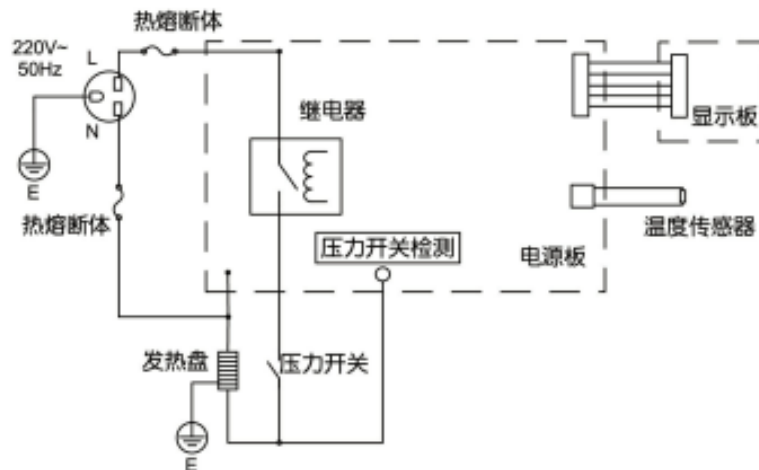 热熔断体
220V~
50Hz
L
N
E
继电器
显示板
热熔断体
温度传感器
压力开关检测
电源板
发热盘
压力开关
E